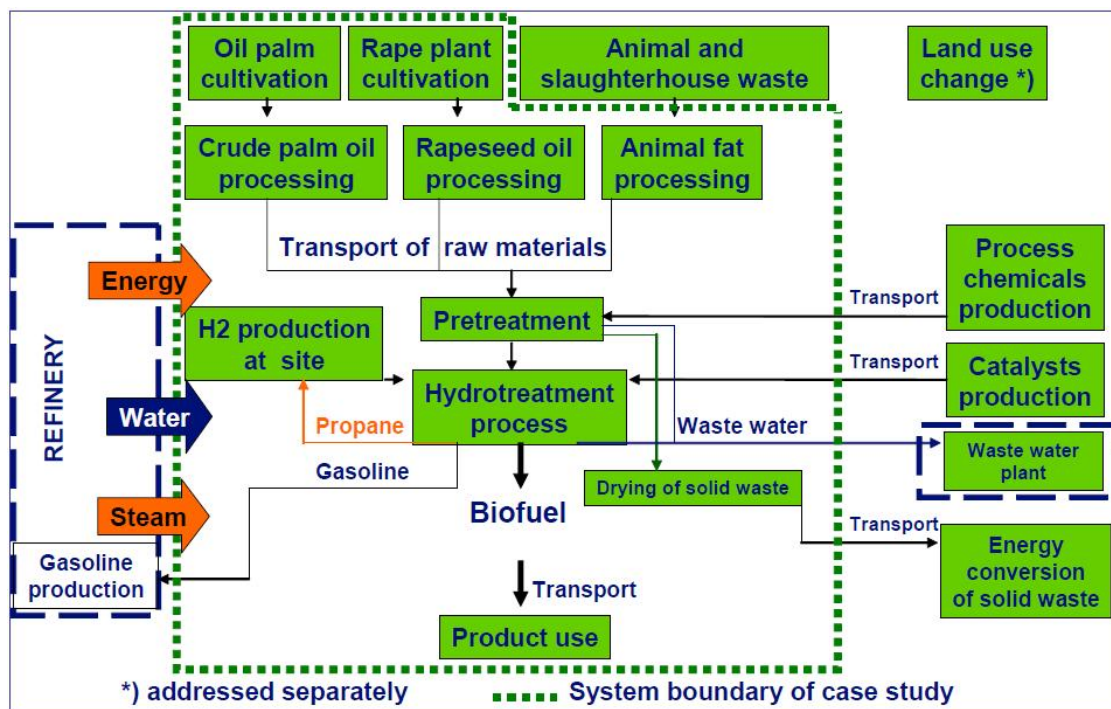 Oil palm
cultivation
Rape plant
cultivation
Animal and
slaughterhouse waste
Land use
change *)
Crude palm oil
processing
Rapeseed oil
processing
Animal fat
processing
Transport of raw materials
Energy
Process
chemicals
production
Transport
Pretreatment
H2 production
at site
REFINERY
Transport
Catalysts
production
Hydrotreatment
process
Water
Propane
Waste water
Waste water
plant
Gasoline
Drying of solid waste
Biofuel
Steam
Transport
Energy
conversion
of solid waste
Gasoline
production
Transport
Product use
*) addressed separately
System boundary of case study